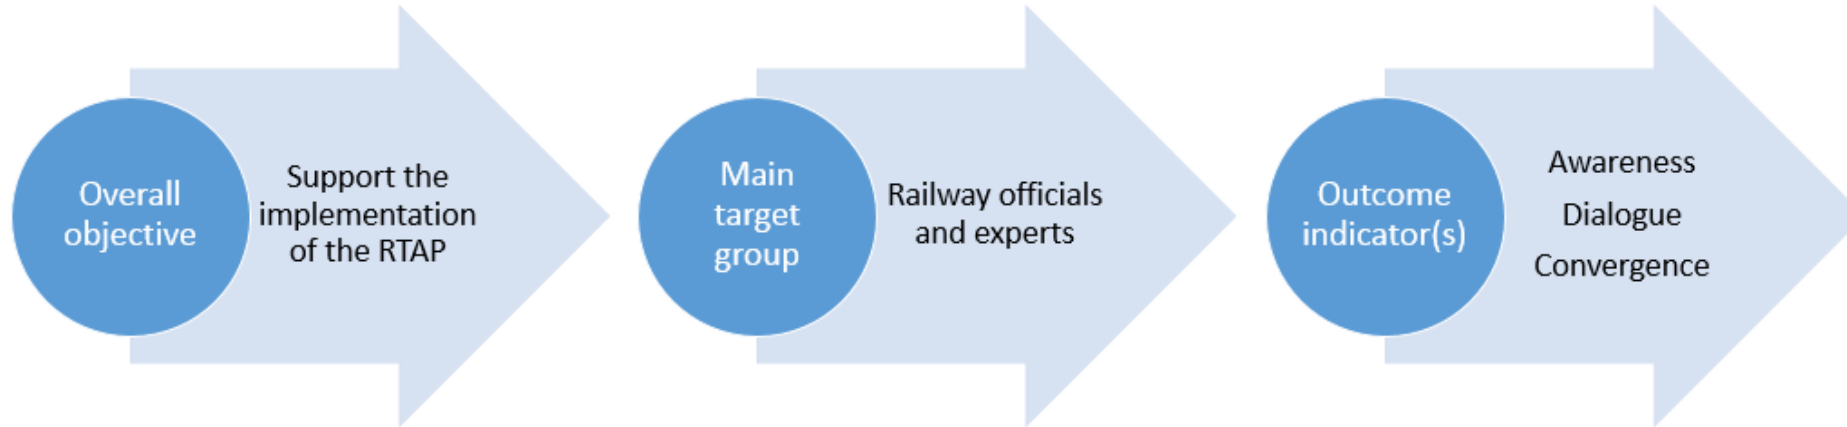 Overall
objective
Support the
implementation
of the RTAP
Main
target
group
Railway officials
and experts
Outcome
indicator(s)
Awareness
Dialogue
Convergence